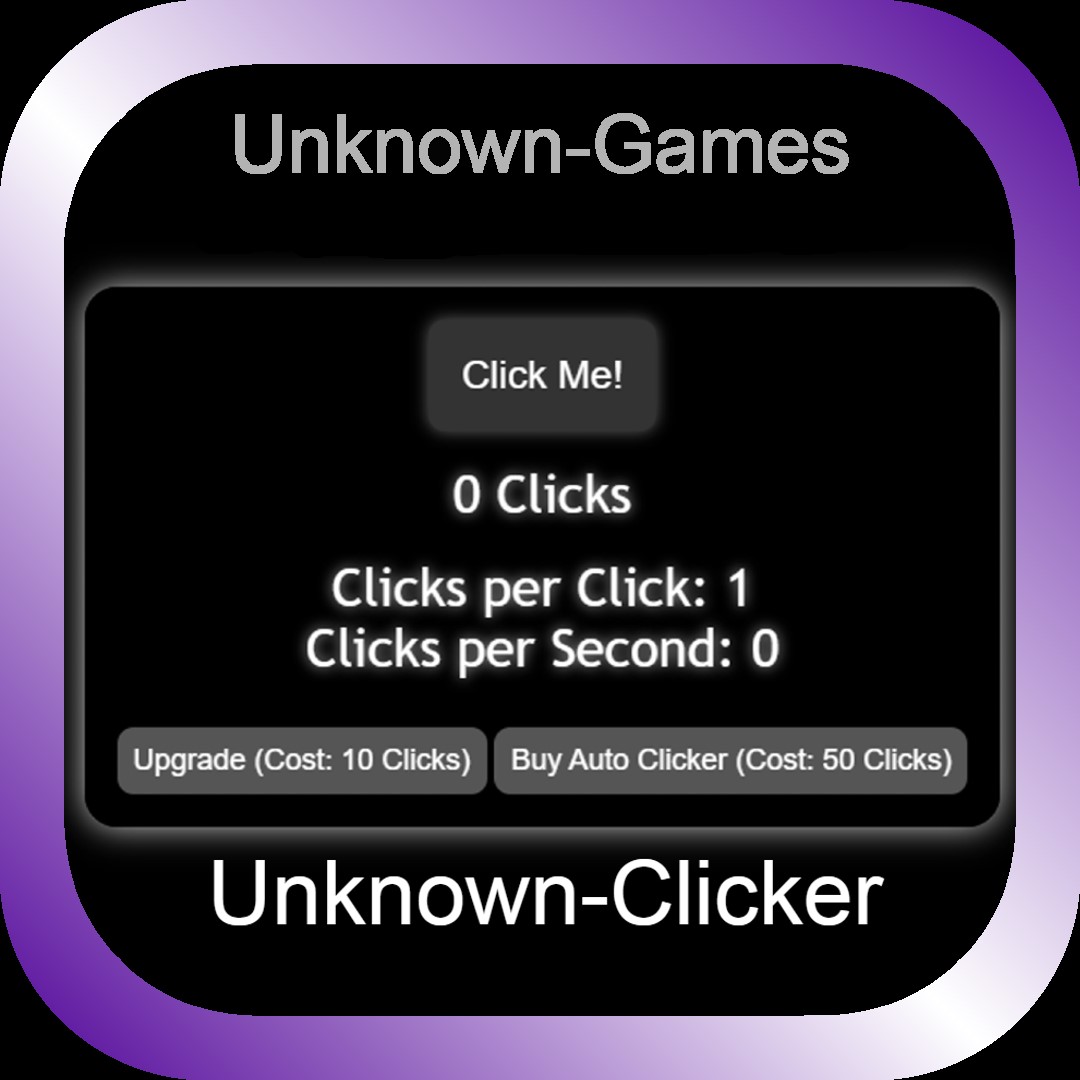 Unknown-Games
Click Me!
0 Clicks
Clicks per Click: 1
Clicks per Second: 0
Upgrade (Cost: 10 Clicks) Buy Auto Clicker (Cost: 50 Clicks)
Unknown-Clicker